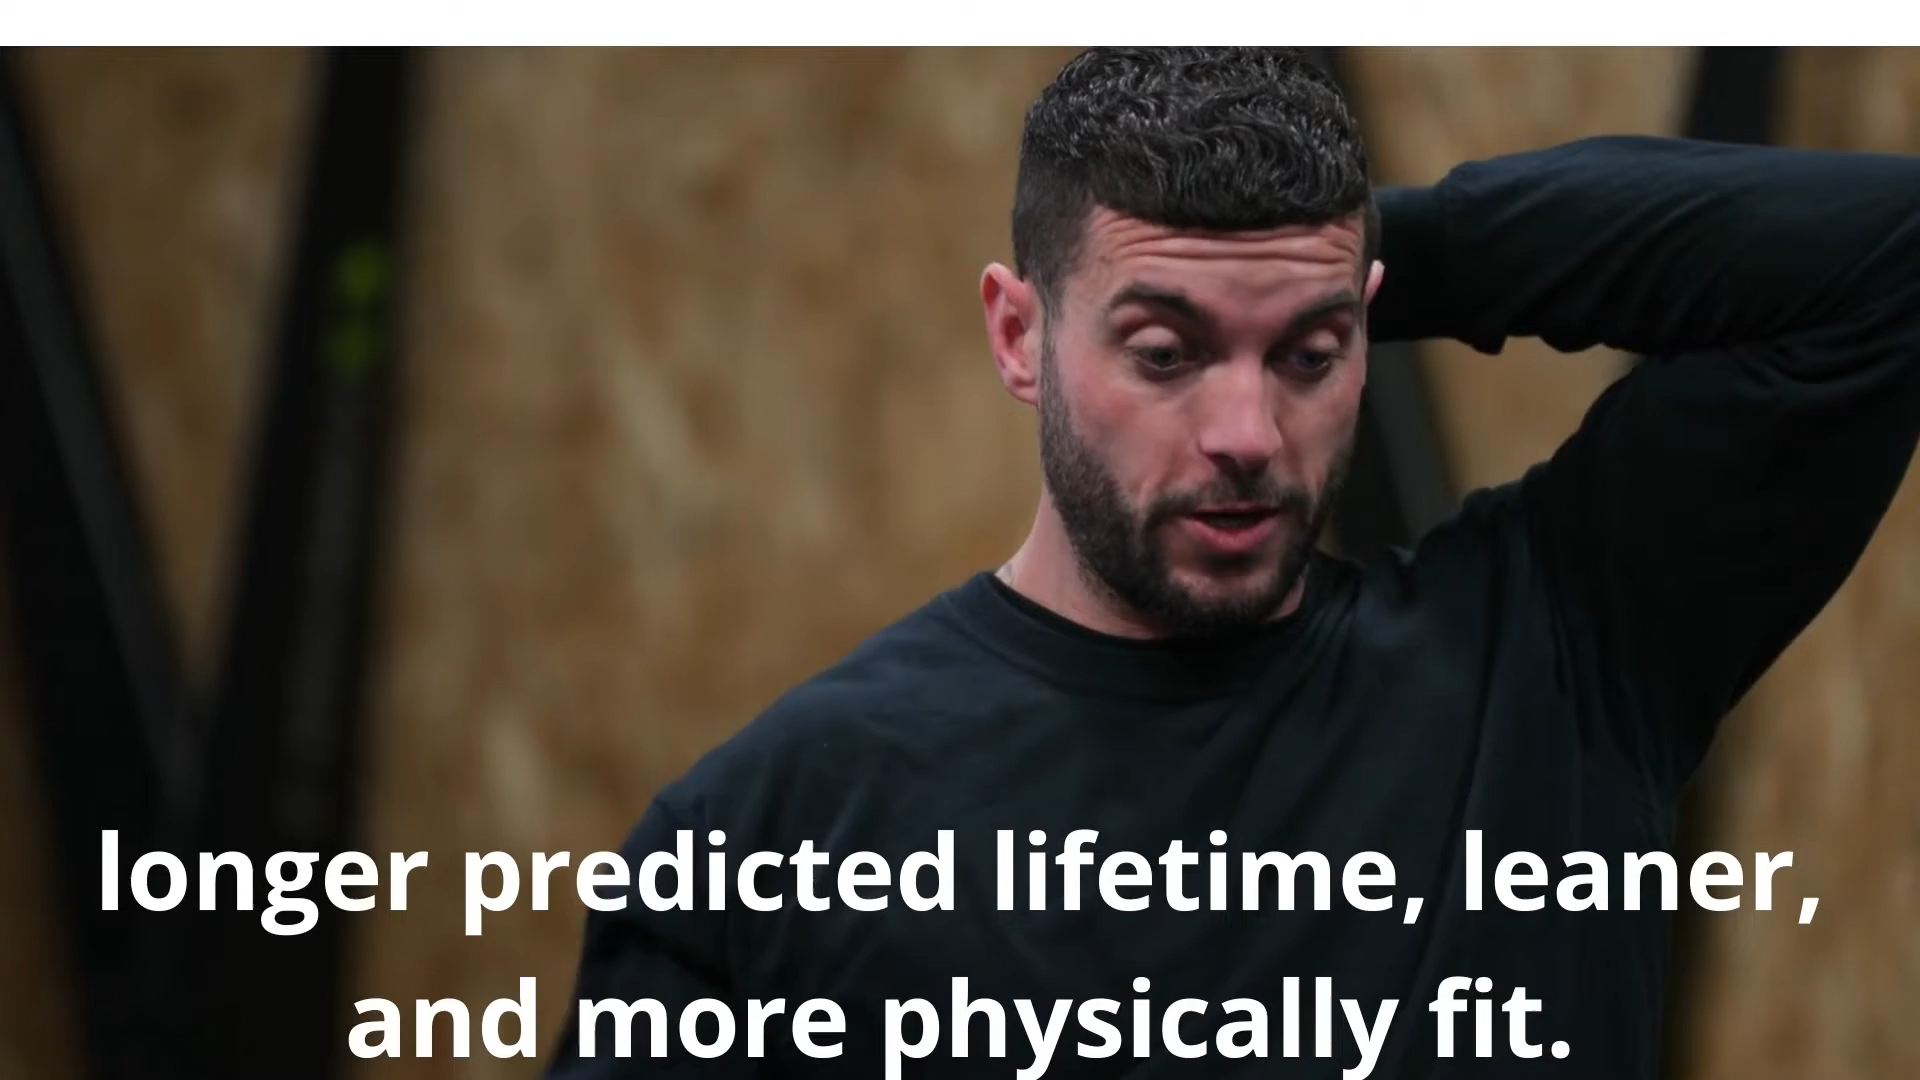 longer predicted lifetime, leaner,
and more physically fit.